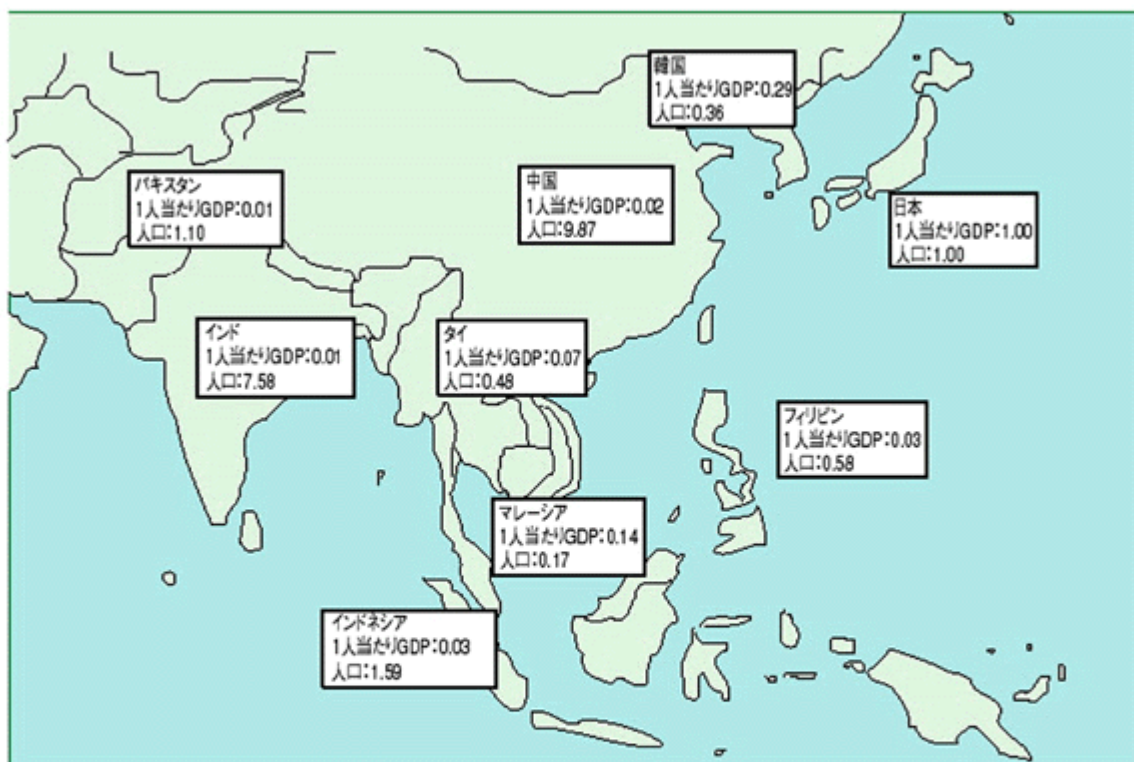 韓国
1人当たりGDP:0.29
人口:0.36
パキスタン
1人当たりGDP:0.01
人口:1.10
中国
1人当たりGDP:0.02
人口:9.87
日本
1人当たりGDP:1.00
人口:1.00
インド
1人当たりGDP:0.01
人口:7.58
タイ
1人当たりGDP:0.07
人口:0.48
フィリピン
1人当たりGDP:0.03
人口:0.58
マレーシア
1人当たりGDP:0.14
人口:0.17
インドネシア
1人当たりGDP:0.03
人口:1.59